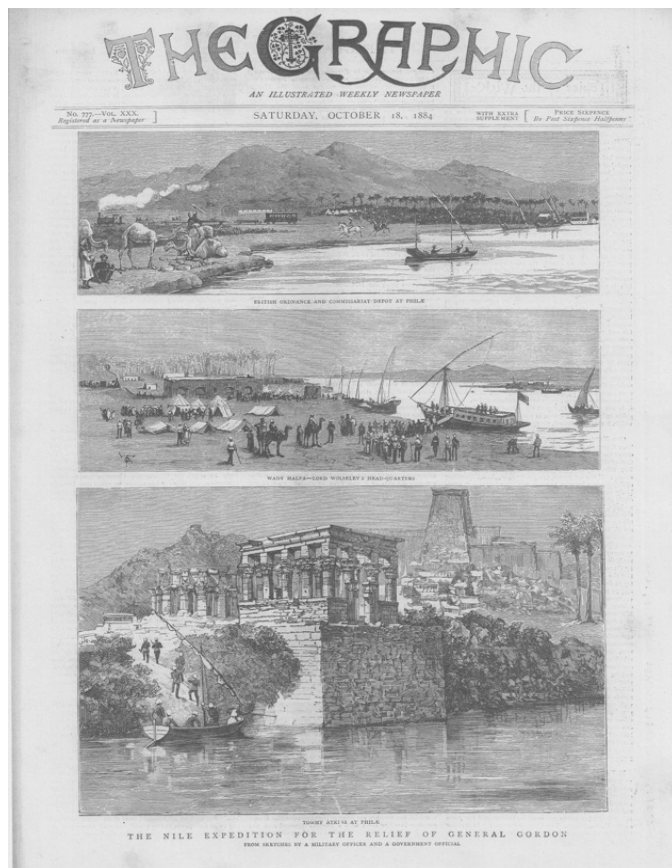 THE GRAPHIC
AN ILLUSTRATED WEEKLY NEWSPAPER
No. 777.—VOL. XXX.
Registered as a Newspaper
SATURDAY, OCTOBER 18, 1884
WITH EXTRA
SUPPLEMENT
PRICE SIXPENCE
By Post Sixpence Halfpenny
BRITISH ORDNANCE AND COMMISSARIAT DEPOT AT PHILÆ
WADY HALFA—LORD WOLSELEY'S HEAD-QUARTERS
TOMMY ATKINS AT PHILÆ
THE NILE EXPEDITION FOR THE RELIEF OF GENERAL GORDON
FROM SKETCHES BY A MILITARY OFFICER AND A GOVERNMENT OFFICIAL